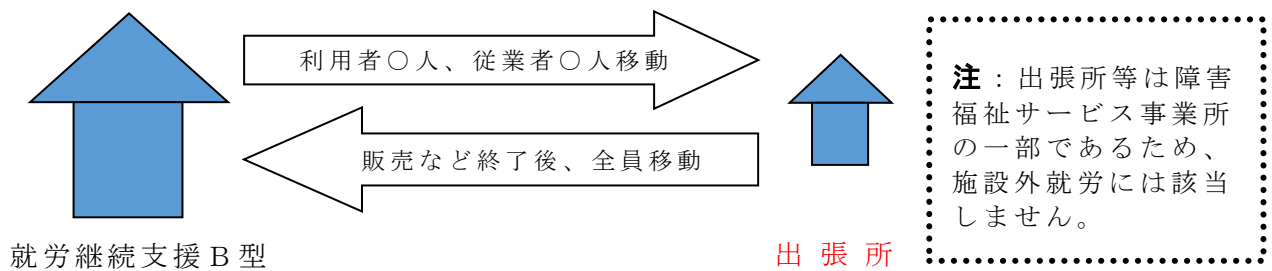 利用者○人、従業者○人移動
販売など終了後、全員移動
就労継続支援Ｂ型
出張所
注：出張所等は障害
福祉サービス事業所
の一部であるため、
施設外就労には該当
しません。